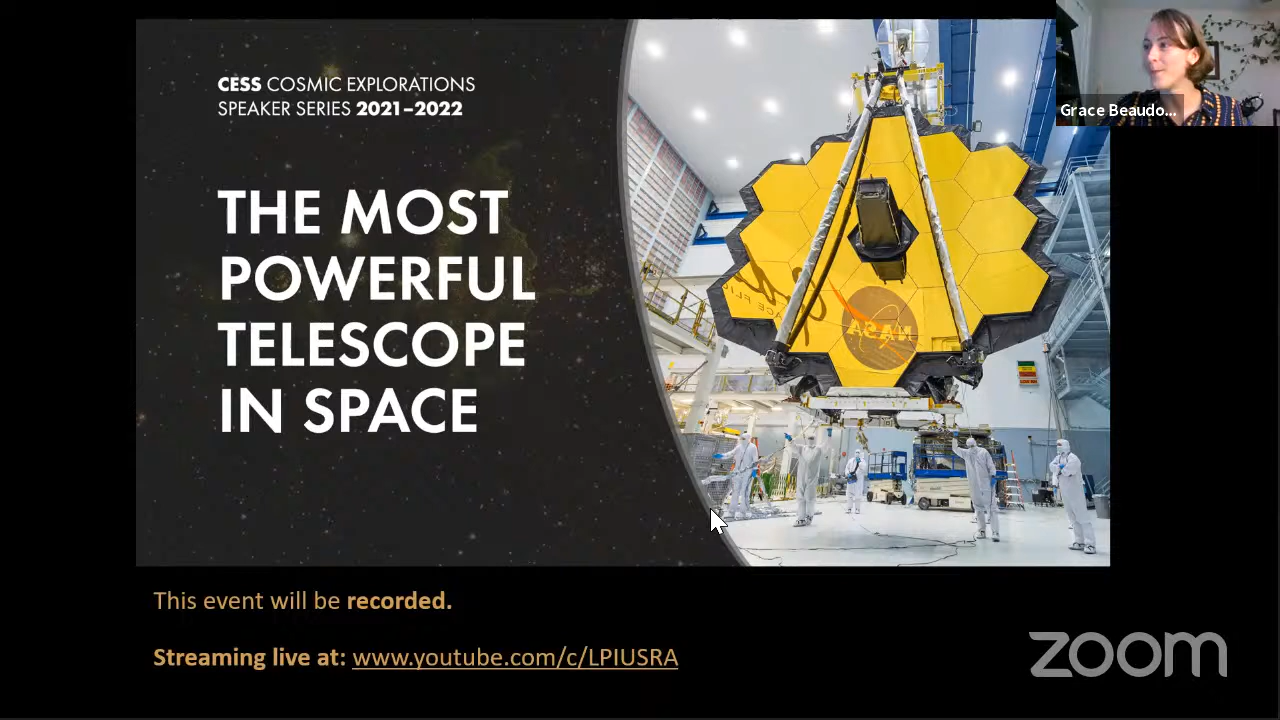 CESS COSMIC EXPLORATIONS
SPEAKER SERIES 2021–2022
THE MOST
POWERFUL
TELESCOPE
IN SPACE
NASA
Grace Beaudo...
This event will be recorded.
Streaming live at: www.youtube.com/c/LPIUSRA
zoom